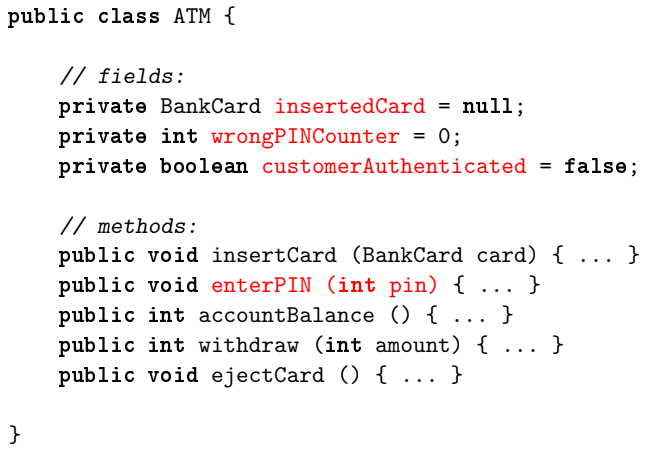 public class ATM {
// fields:
private BankCard insertedCard = null;
private int wrongPINCounter = 0;
private boolean customerAuthenticated = false;
// methods:
public void insertCard (BankCard card) { ... }
public void enterPIN (int pin) { ... }
public int accountBalance () { ... }
public int withdraw (int amount) { ... }
public void ejectCard () { ... }
}